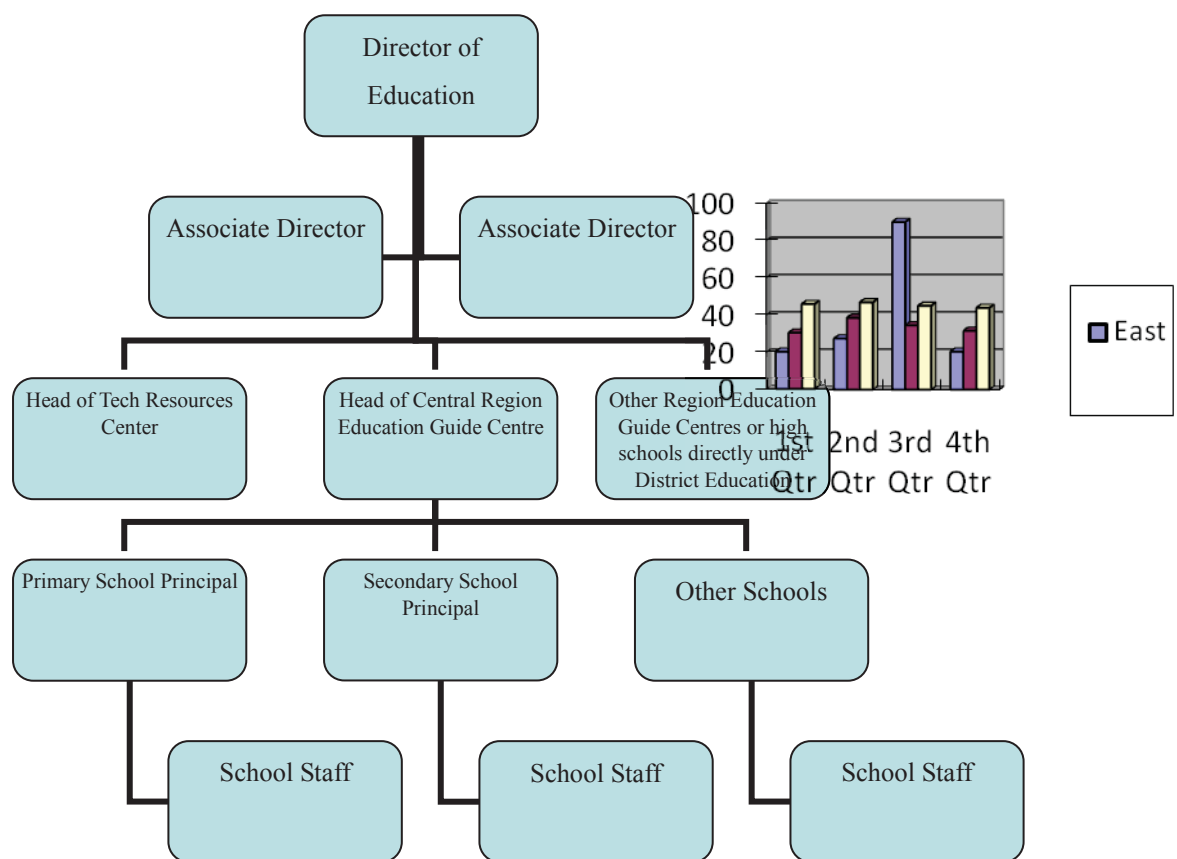 Director of
Education
Associate Director
Associate Director
100
80
60
40
20
0
East
Head of Tech Resources
Center
Head of Central Region
Education Guide Centre
Other Region Education
Guide Centres or high
schools directly under
District Education
1st 2nd 3rd 4th
Qtr Qtr Qtr Qtr
Primary School Principal
Secondary School
Principal
Other Schools
School Staff
School Staff
School Staff